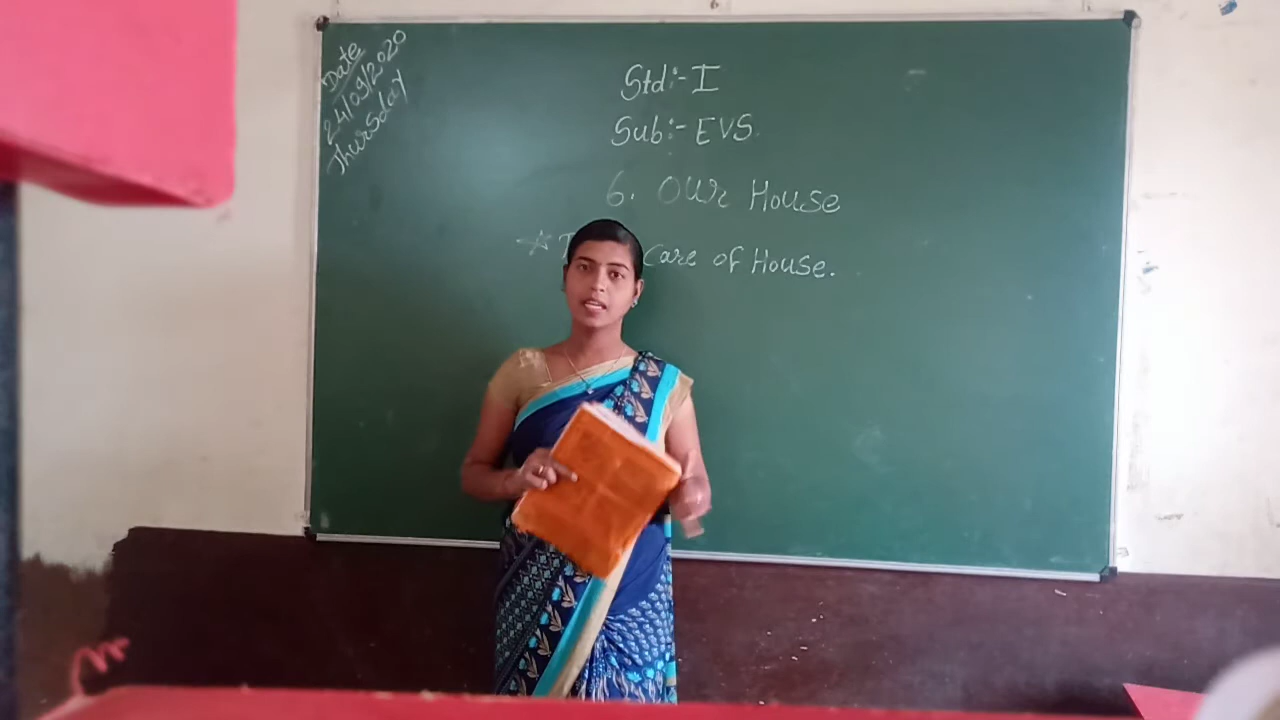 Date
24/09/2020
Thursday
Std:- I
Sub:- EVS.
6. Our House
* care of House.